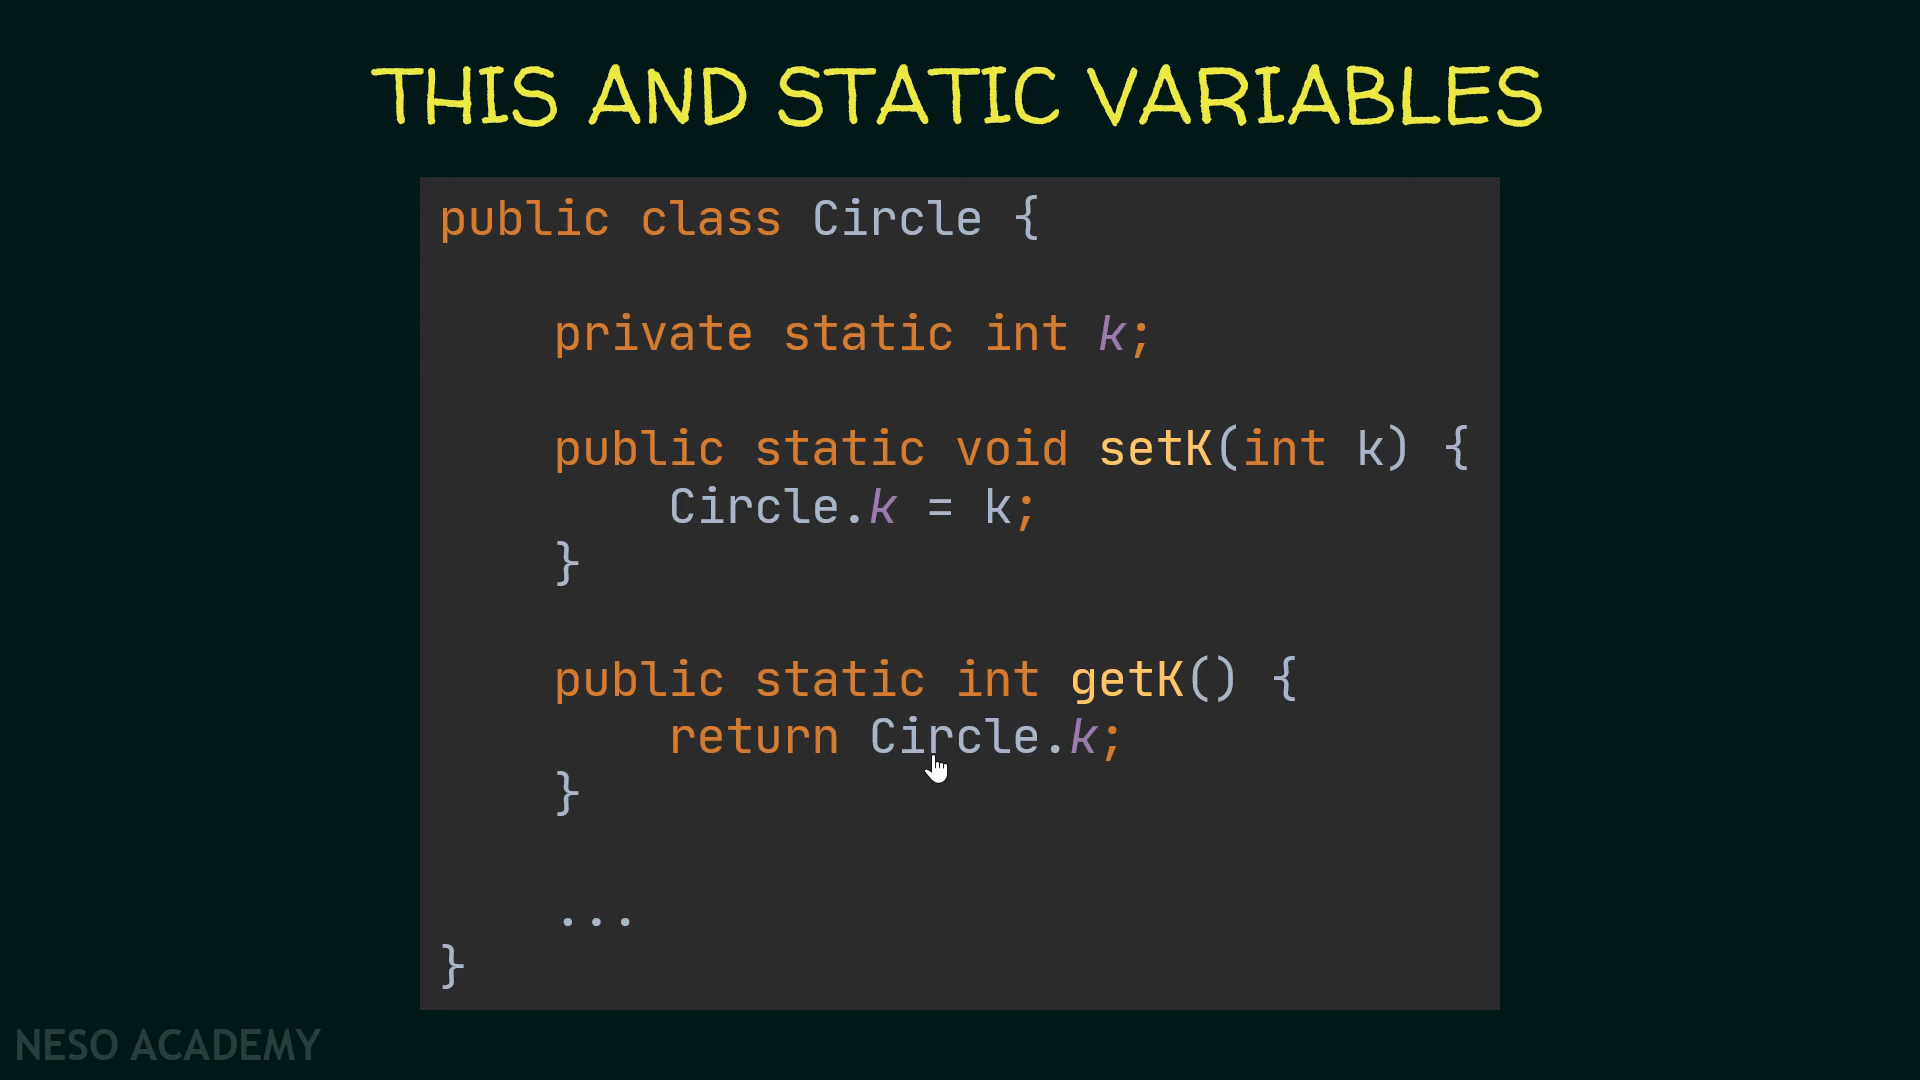 THIS AND STATIC VARIABLES
public class Circle {
private static int k;
public static void setK(int k) {
Circle.k = k;
}
public static int getK() {
return Circle.k;
}
...
}
NESO ACADEMY